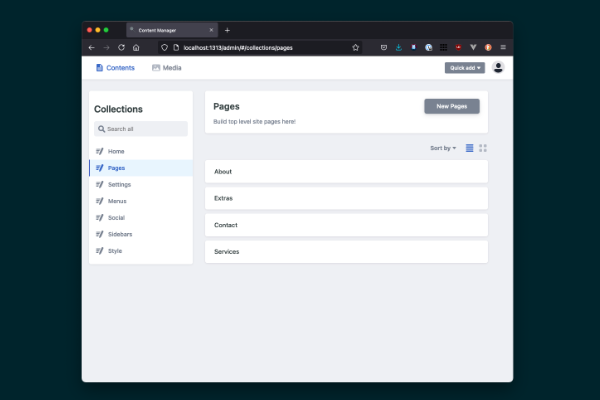 Content Manager
localhost:1313/admin/#/collections/pages
Contents
Media
Quick add
Collections
Search all
Home
Pages
Settings
Menus
Social
Sidebars
Style
Pages
New Pages
Build top level site pages here!
Sort by
About
Extras
Contact
Services